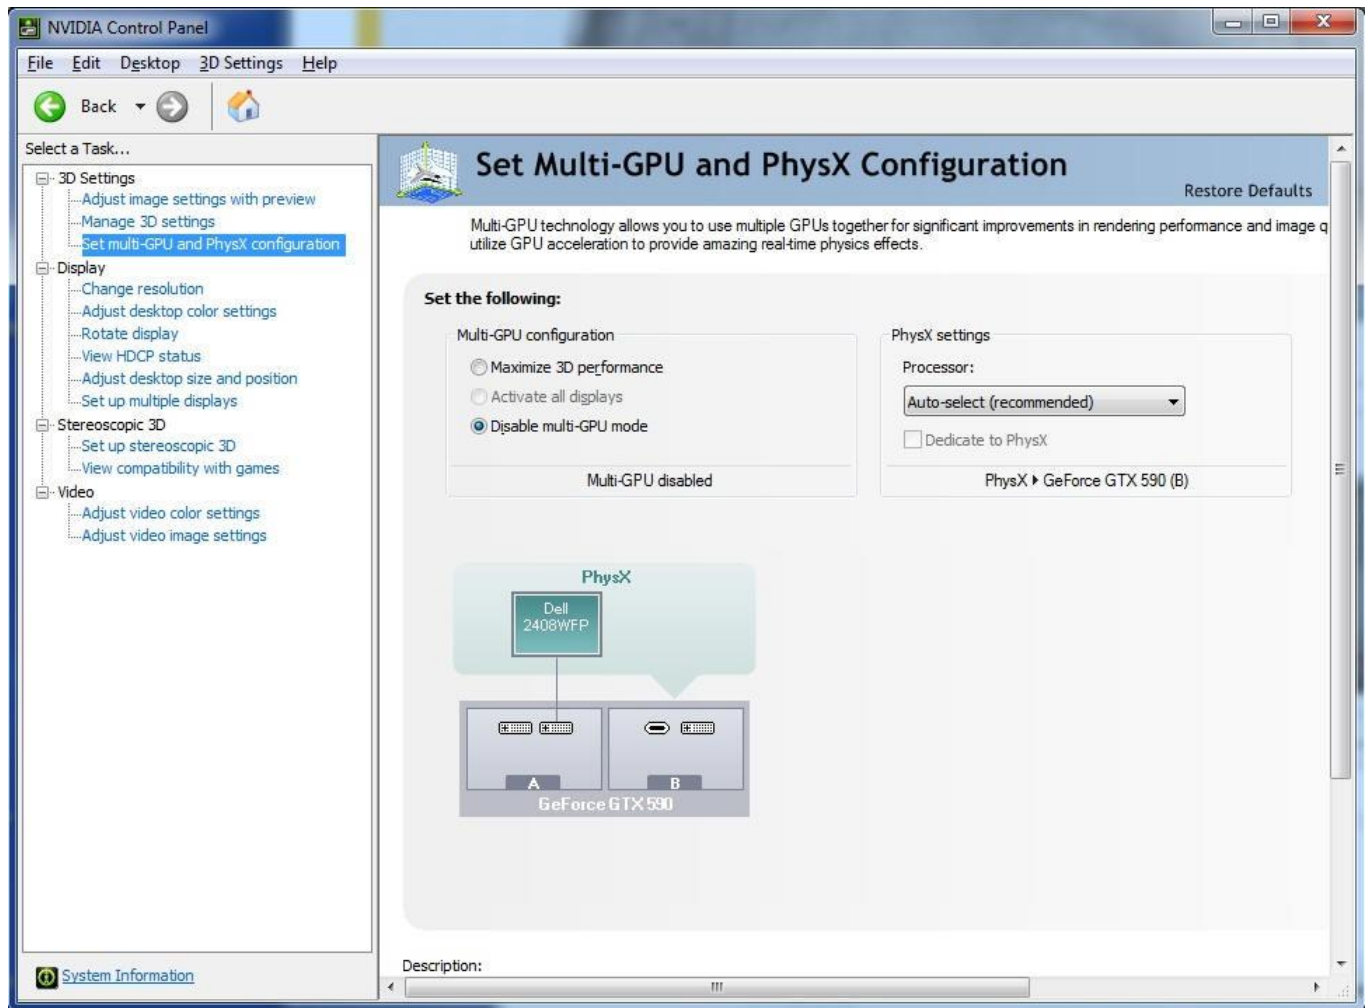 NVIDIA Control Panel
File Edit Desktop 3D Settings Help
Back
Select a Task...
3D Settings
Adjust image settings with preview
Manage 3D settings
Set multi-GPU and PhysX configuration
Display
Change resolution
Adjust desktop color settings
Rotate display
View HDCP status
Adjust desktop size and position
Set up multiple displays
Stereoscopic 3D
Set up stereoscopic 3D
View compatibility with games
Video
Adjust video color settings
Adjust video image settings
System Information
Set Multi-GPU and PhysX Configuration
Restore Defaults
Multi-GPU technology allows you to use multiple GPUs together for significant improvements in rendering performance and image q
utilize GPU acceleration to provide amazing real-time physics effects.
Set the following:
Multi-GPU configuration
Maximize 3D performance
Activate all displays
Disable multi-GPU mode
Multi-GPU disabled
PhysX settings
Processor:
Auto-select (recommended)
Dedicate to PhysX
PhysX ▸ GeForce GTX 590 (B)
PhysX
Dell
2408WFP
A B
GeForce GTX 590
Description: